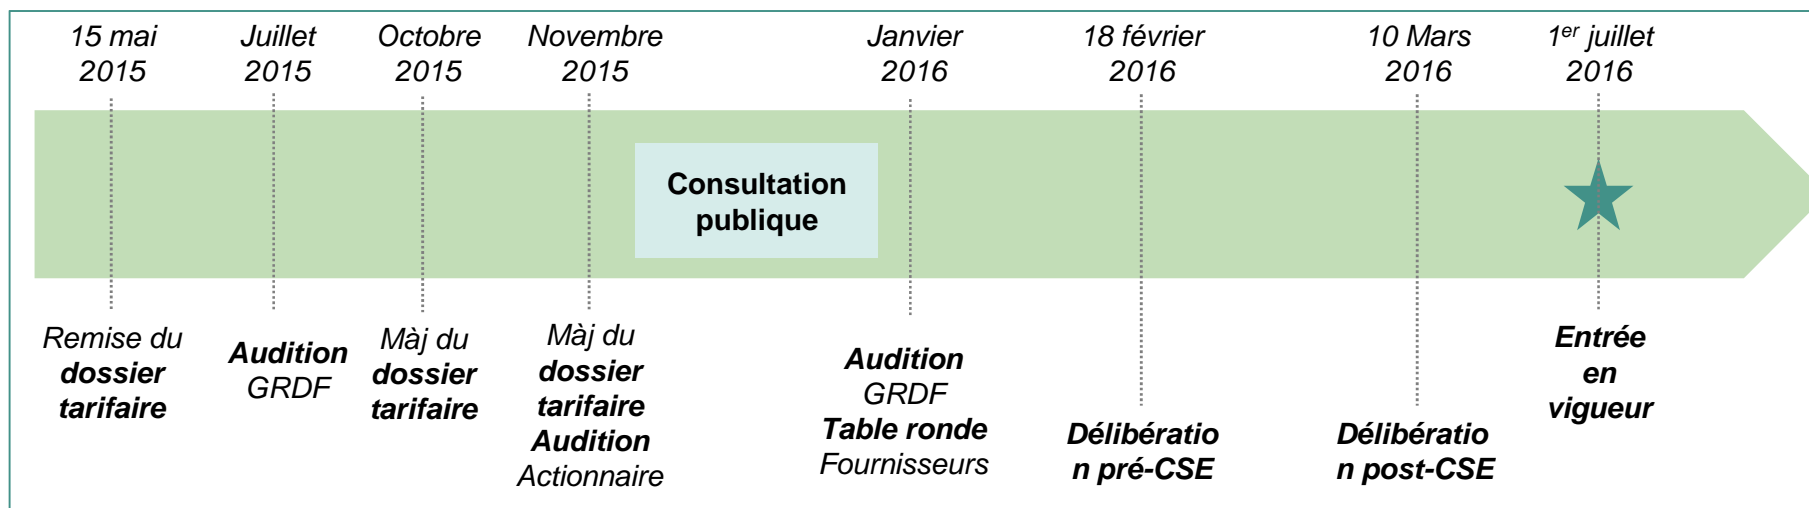 15 mai
2015
Juillet
2015
Octobre
2015
Novembre
2015
Janvier
2016
18 février
2016
10 Mars
2016
1er juillet
2016
Consultation
publique
Remise du
dossier
tarifaire
Audition
GRDF
Màj du
dossier
tarifaire
Màj du
dossier
tarifaire
Audition
Actionnaire
Audition
GRDF
Table ronde
Fournisseurs
Délibératio
n pré-CSE
Délibératio
n post-CSE
Entrée
en
vigueur